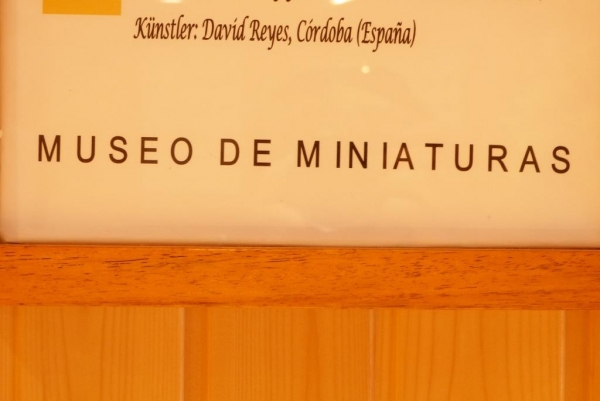 Künstler: David Reyes, Córdoba (España)
MUSEO DE MINIATURAS